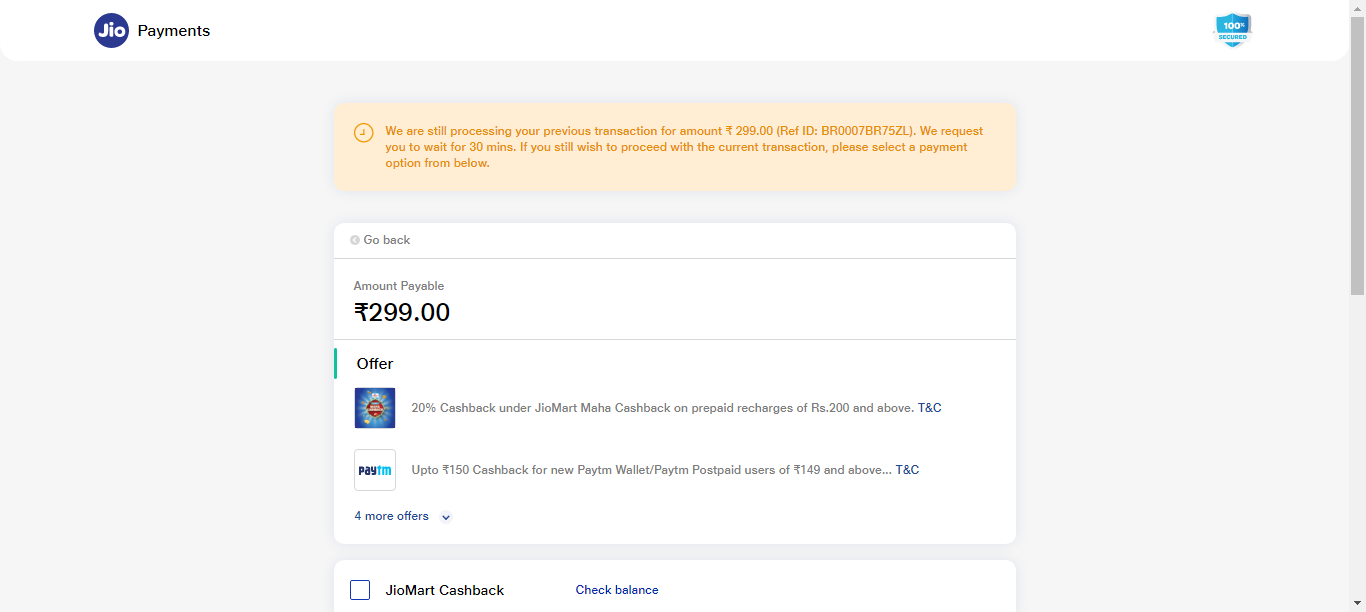 Jio Payments
100%
SECURED
We are still processing your previous transaction for amount ₹ 299.00 (Ref ID: BR0007BR75ZL). We request
you to wait for 30 mins. If you still wish to proceed with the current transaction, please select a payment
option from below.
Go back
Amount Payable
₹299.00
Offer
20% Cashback under JioMart Maha Cashback on prepaid recharges of Rs.200 and above. T&C
paytm
Upto ₹150 Cashback for new Paytm Wallet/Paytm Postpaid users of ₹149 and above... T&C
4 more offers
JioMart Cashback Check balance